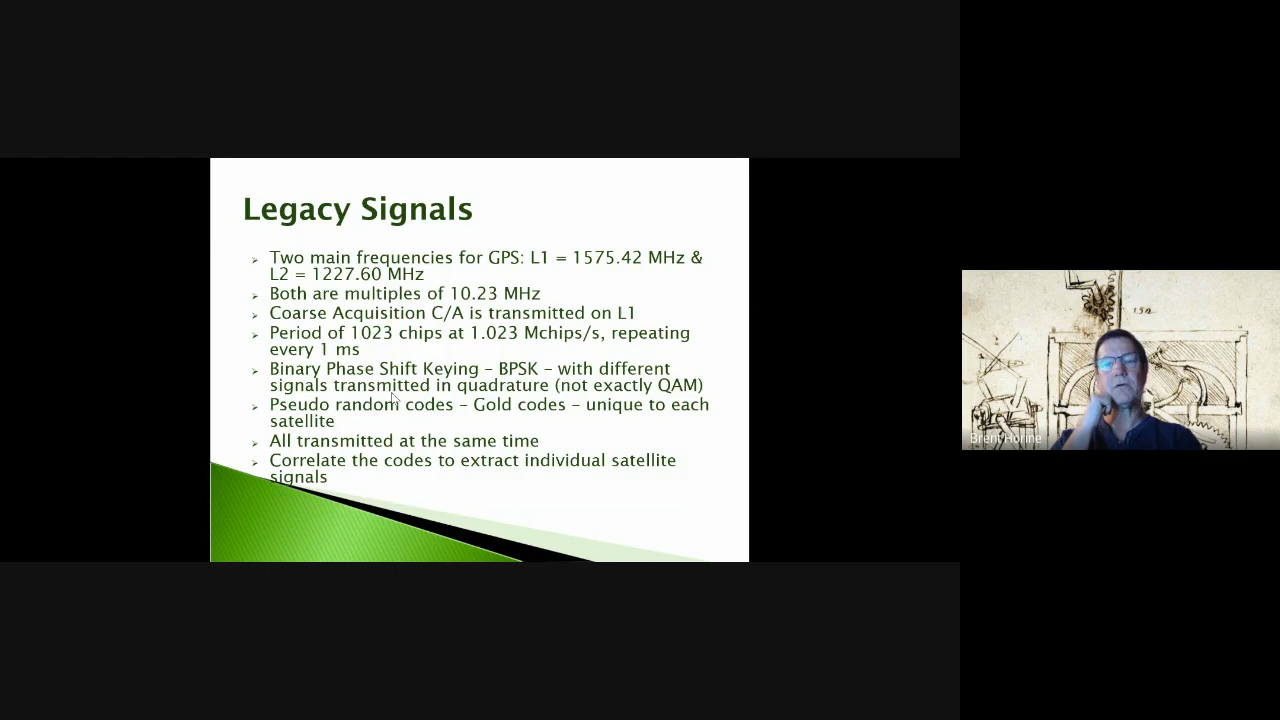 Legacy Signals
Two main frequencies for GPS: L1 = 1575.42 MHz &
L2 = 1227.60 MHz
Both are multiples of 10.23 MHz
Coarse Acquisition C/A is transmitted on L1
Period of 1023 chips at 1.023 Mchips/s, repeating
every 1 ms
Binary Phase Shift Keying – BPSK – with different
signals transmitted in quadrature (not exactly QAM)
Pseudo random codes – Gold codes – unique to each
satellite
All transmitted at the same time
Correlate the codes to extract individual satellite
signals
Brent Horine